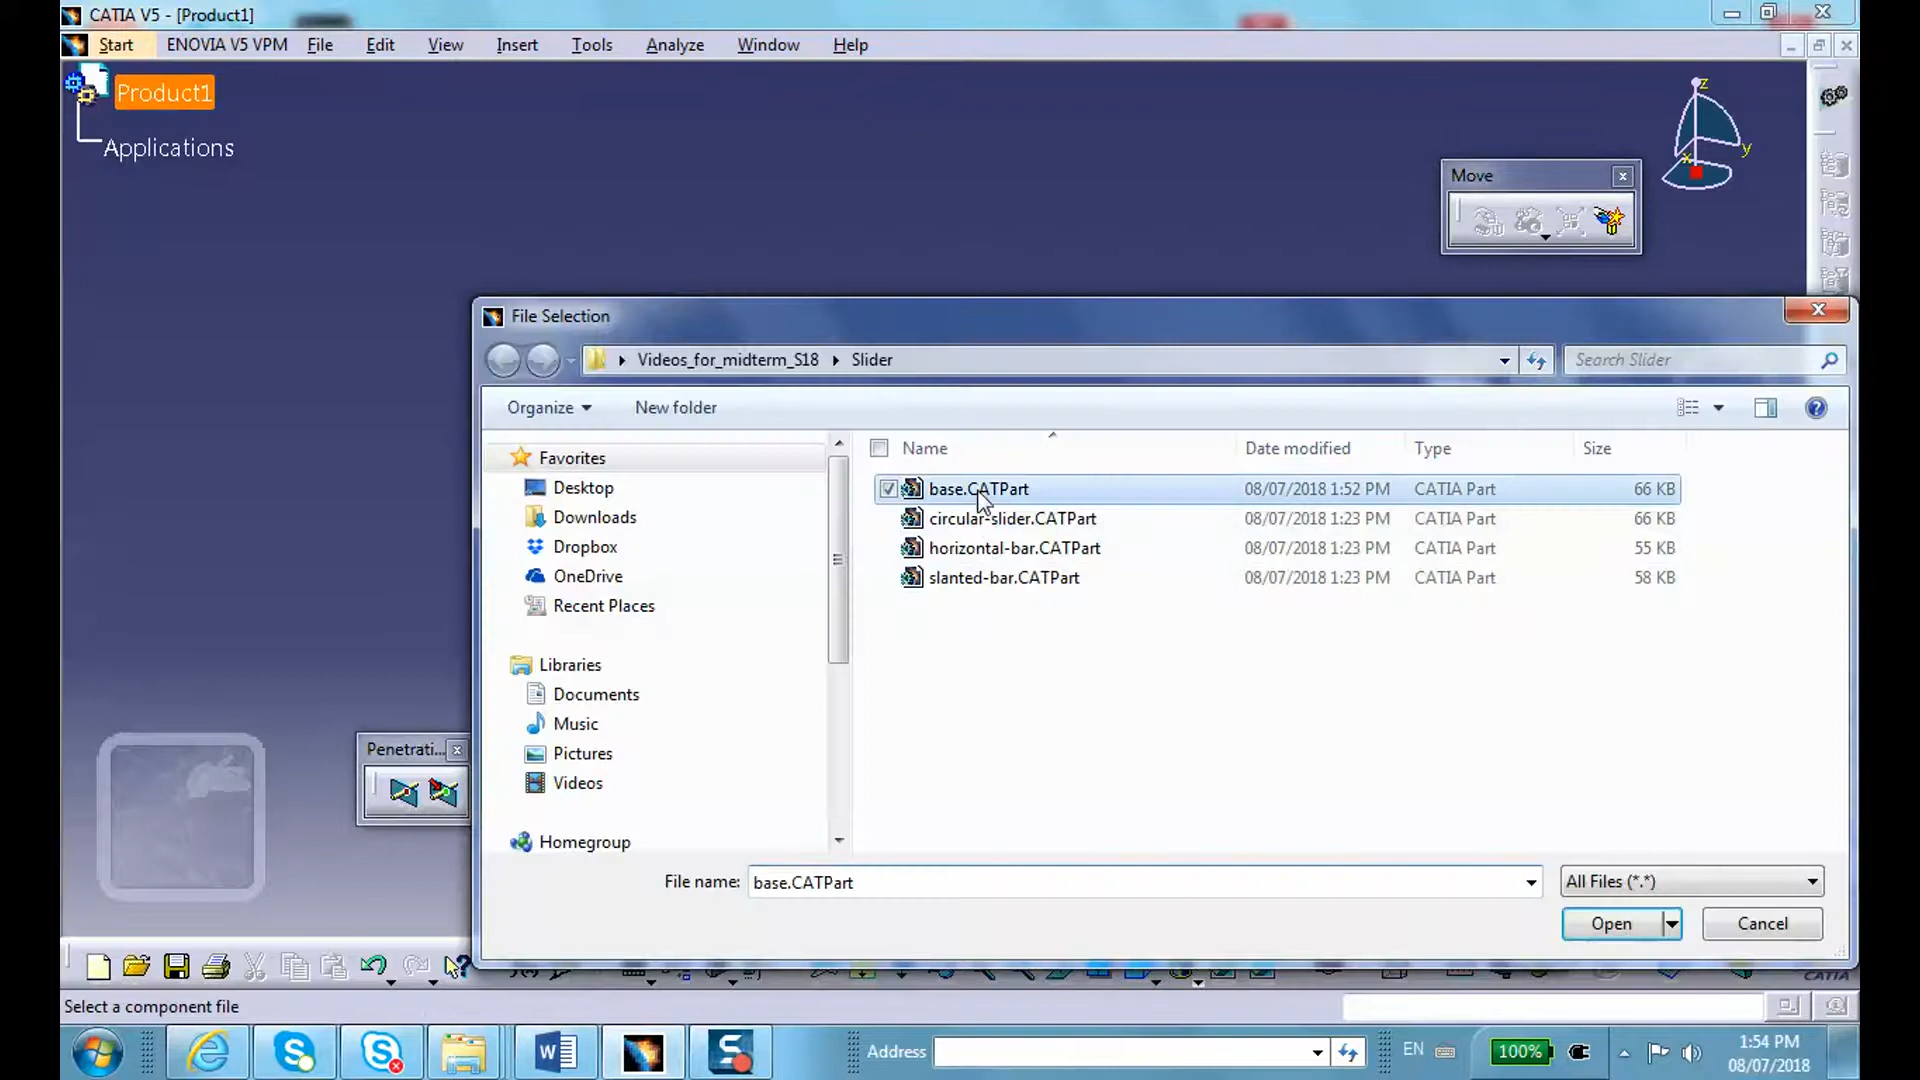 CATIA V5 - [Product1]
Start ENOVIA V5 VPM File Edit View Insert Tools Analyze Window Help
Product1
Applications
z
y
x
Move
File Selection
Videos_for_midterm_S18 Slider
Search Slider
Organize New folder
Name Date modified Type Size
Favorites
Desktop
Downloads
Dropbox
OneDrive
Recent Places
Libraries
Documents
Music
Pictures
Videos
Homegroup
base.CATPart 08/07/2018 1:52 PM CATIA Part 66 KB
circular-slider.CATPart 08/07/2018 1:23 PM CATIA Part 66 KB
horizontal-bar.CATPart 08/07/2018 1:23 PM CATIA Part 55 KB
slanted-bar.CATPart 08/07/2018 1:23 PM CATIA Part 58 KB
Penetrati...
File name: base.CATPart All Files (*.*)
Open Cancel
CATIA
Select a component file
Address EN 100% 1:54 PM
08/07/2018